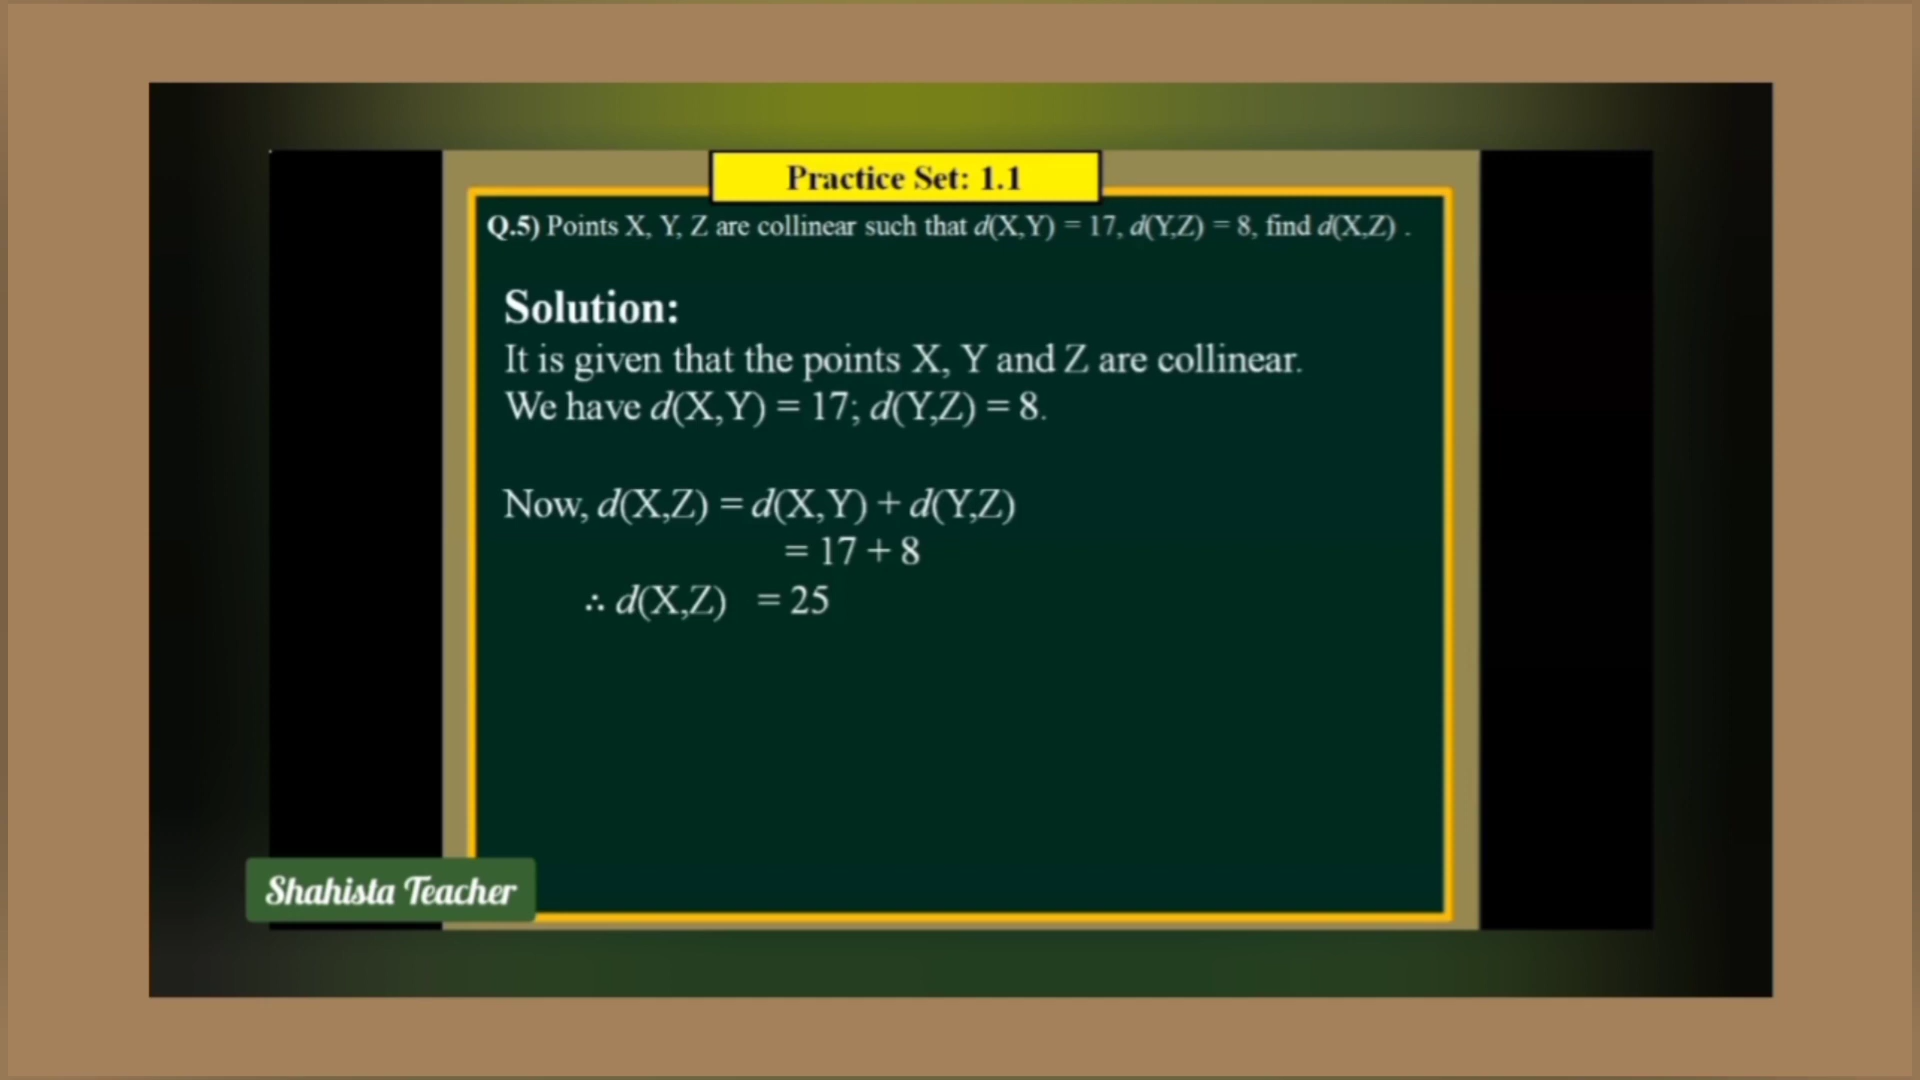 Practice Set: 1.1
Q.5) Points X, Y, Z are collinear such that d(X,Y) = 17, d(Y,Z) = 8, find d(X,Z) .
Solution:
It is given that the points X, Y and Z are collinear.
We have d(X,Y) = 17; d(Y,Z) = 8.
Now, d(X,Z) = d(X,Y) + d(Y,Z)
= 17 + 8
∴ d(X,Z) = 25
Shahista Teacher